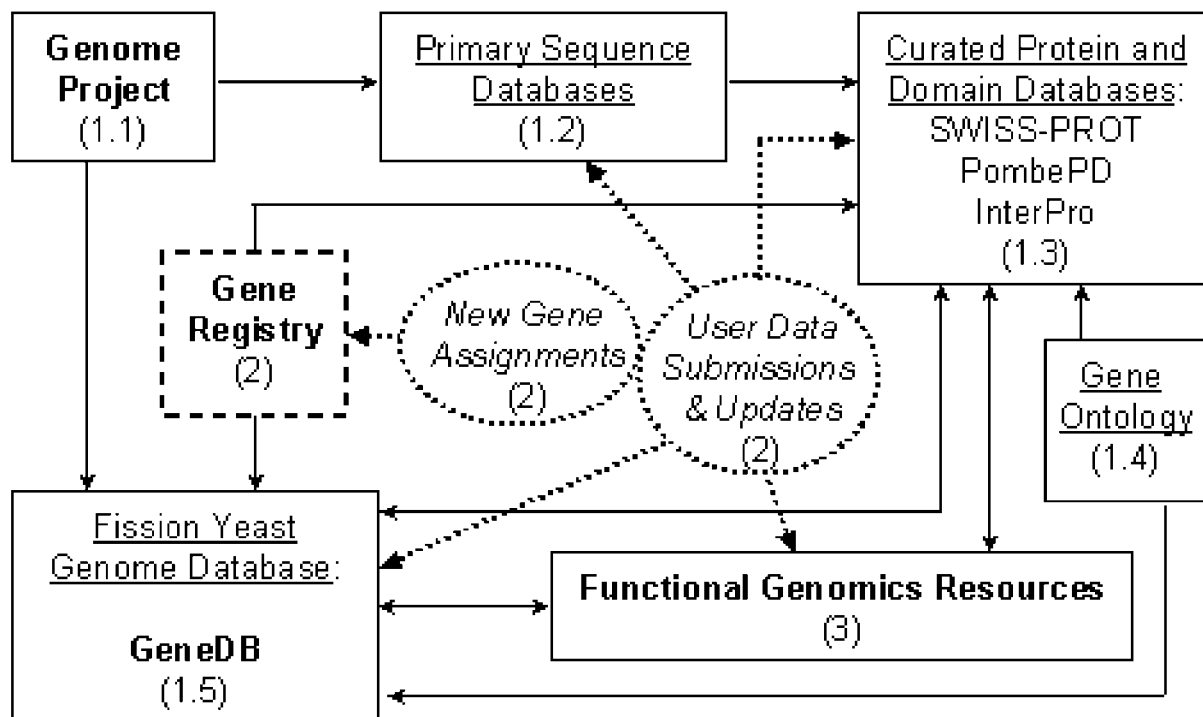 Genome
Project
(1.1)
Primary Sequence
Databases
(1.2)
Curated Protein and
Domain Databases:
SWISS-PROT
PombePD
InterPro
(1.3)
Gene
Registry
(2)
New Gene
Assignments
(2)
User Data
Submissions
& Updates
(2)
Gene
Ontology
(1.4)
Fission Yeast
Genome Database:
GeneDB
(1.5)
Functional Genomics Resources
(3)